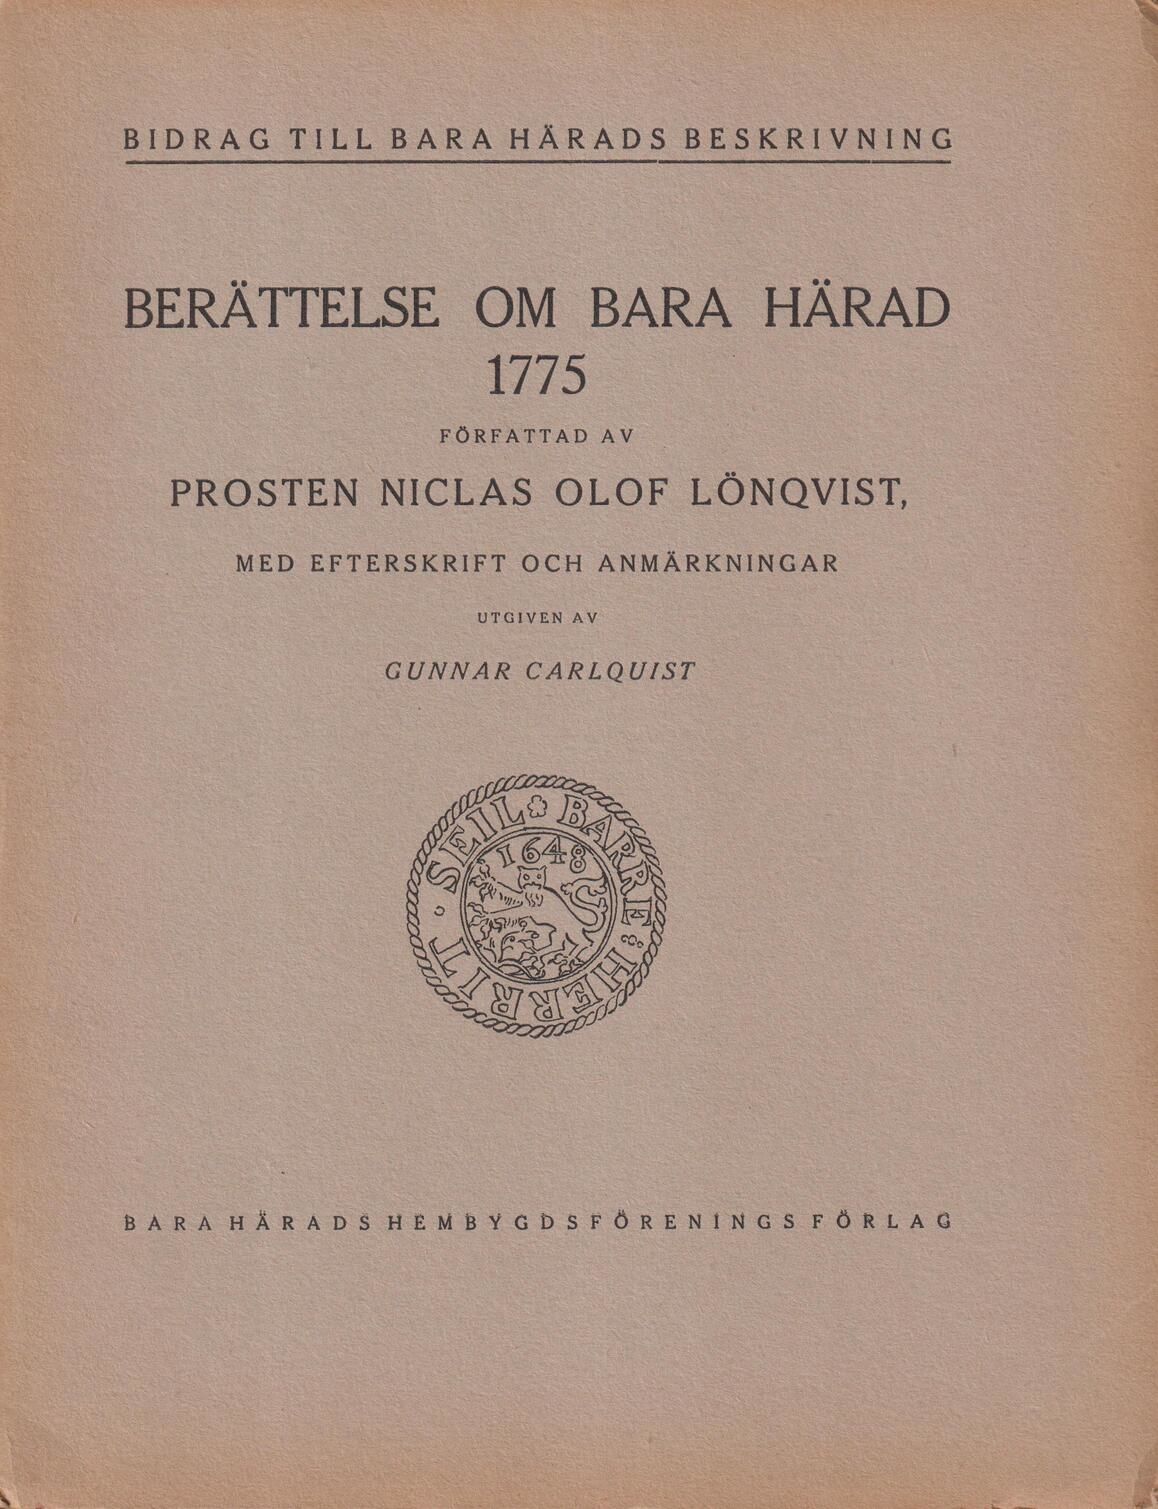 BIDRAG TILL BARA HÄRADS BESKRIVNING
BERÄTTELSE OM BARA HÄRAD
1775
FÖRFATTAD AV
PROSTEN NICLAS OLOF LÖNQVIST,
MED EFTERSKRIFT OCH ANMÄRKNINGAR
UTGIVEN AV
GUNNAR CARLQUIST
SEIL BARRE : HERRIT
1648
BARA HÄRADS HEMBYGDSFÖRENINGS FÖRLAG